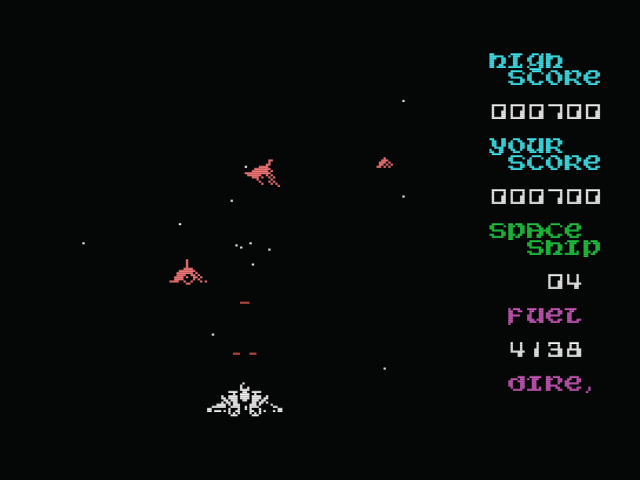 high
score
000700
your
score
000700
space
ship
04
fuel
4138
dire,